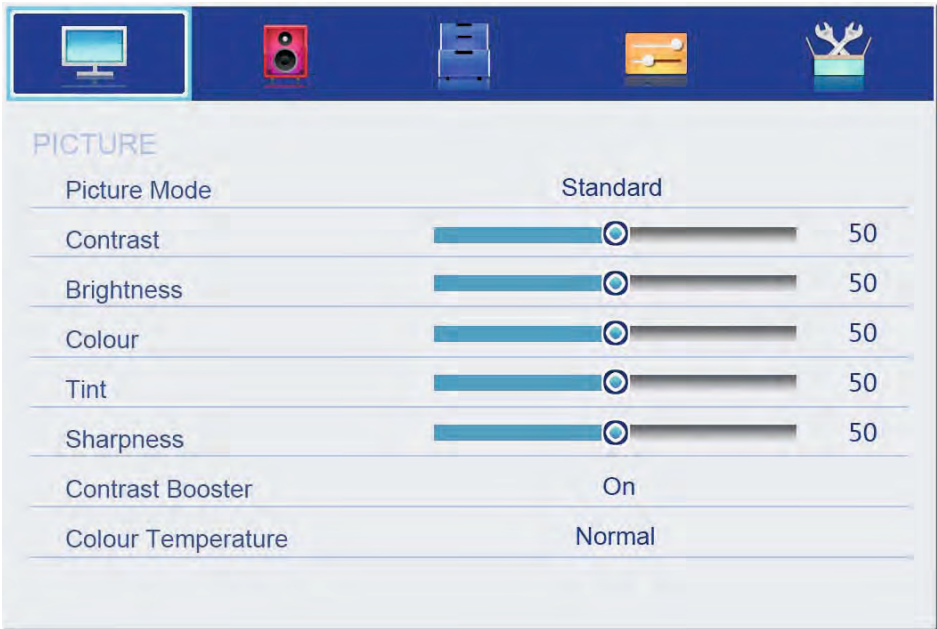 PICTURE
Picture Mode Standard
Contrast 50
Brightness 50
Colour 50
Tint 50
Sharpness 50
Contrast Booster On
Colour Temperature Normal